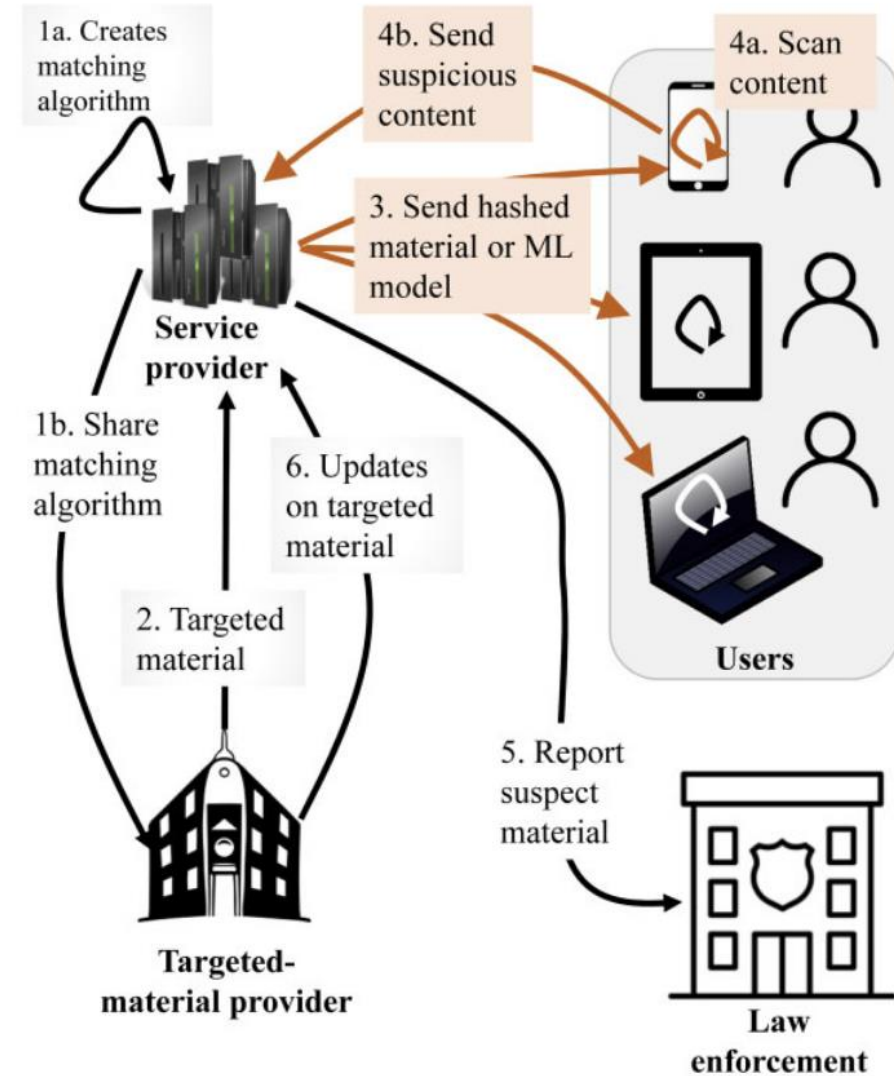 1a. Creates
matching
algorithm
4b. Send
suspicious
content
4a. Scan
content
3. Send hashed
material or ML
model
Service
provider
1b. Share
matching
algorithm
6. Updates
on targeted
material
2. Targeted
material
Users
5. Report
suspect
material
Targeted-
material provider
Law
enforcement